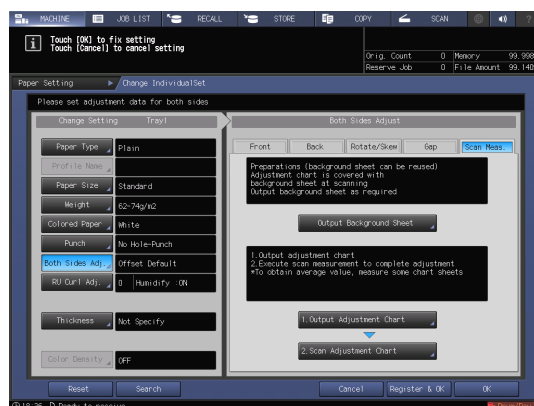 MACHINE JOB LIST RECALL STORE COPY SCAN
Touch [OK] to fix setting
Touch [Cancel] to cancel setting
Orig. Count 0 Memory 99.998
Reserve Job 0 File Amount 99.140
Paper Setting Change IndividualSet
Please set adjustment data for both sides
Change Setting Tray1
Both Sides Adjust
Paper Type Plain
Profile Name
Paper Size Standard
Weight 62-74g/m2
Colored Paper White
Punch No Hole-Punch
Both Sides Adj. Offset Default
RU Curl Adj. 0 Humidify :ON
Thickness Not Specify
Color Density OFF
Front Back Rotate/Skew Gap Scan Meas.
Preparations (background sheet can be reused)
Adjustment chart is covered with
background sheet at scanning
Output background sheet as required
Output Background Sheet
1.Output adjustment chart
2.Execute scan measurement to complete adjustment
*To obtain average value, measure some chart sheets
1.Output Adjustment Chart
2.Scan Adjustment Chart
Reset Search Cancel Register & OK OK